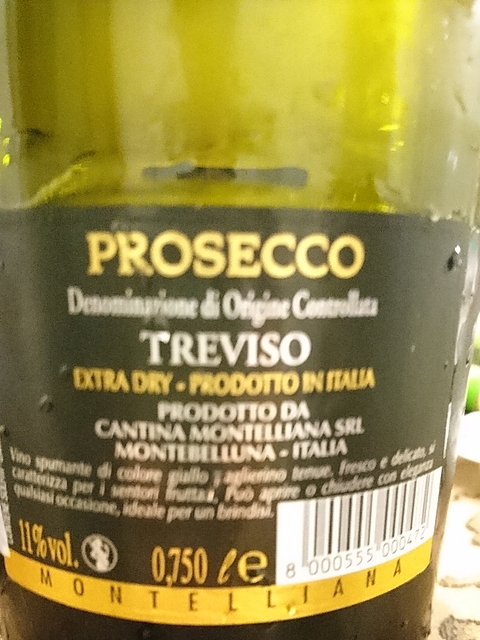 PROSECCO
Denominazione di Origine Controllata
TREVISO
EXTRA DRY - PRODOTTO IN ITALIA
PRODOTTO DA
CANTINA MONTELLIANA SRL
MONTEBELLUNA - ITALIA
Vino spumante di colore giallo paglierino tenue, fresco e delicato, si
caratterizza per i sentori fruttati. Può aprire o chiudere con eleganza
qualsiasi occasione, ideale per un brindisi.
11% vol.
0,750 l e
8 000555 000472
MONTELLIANA